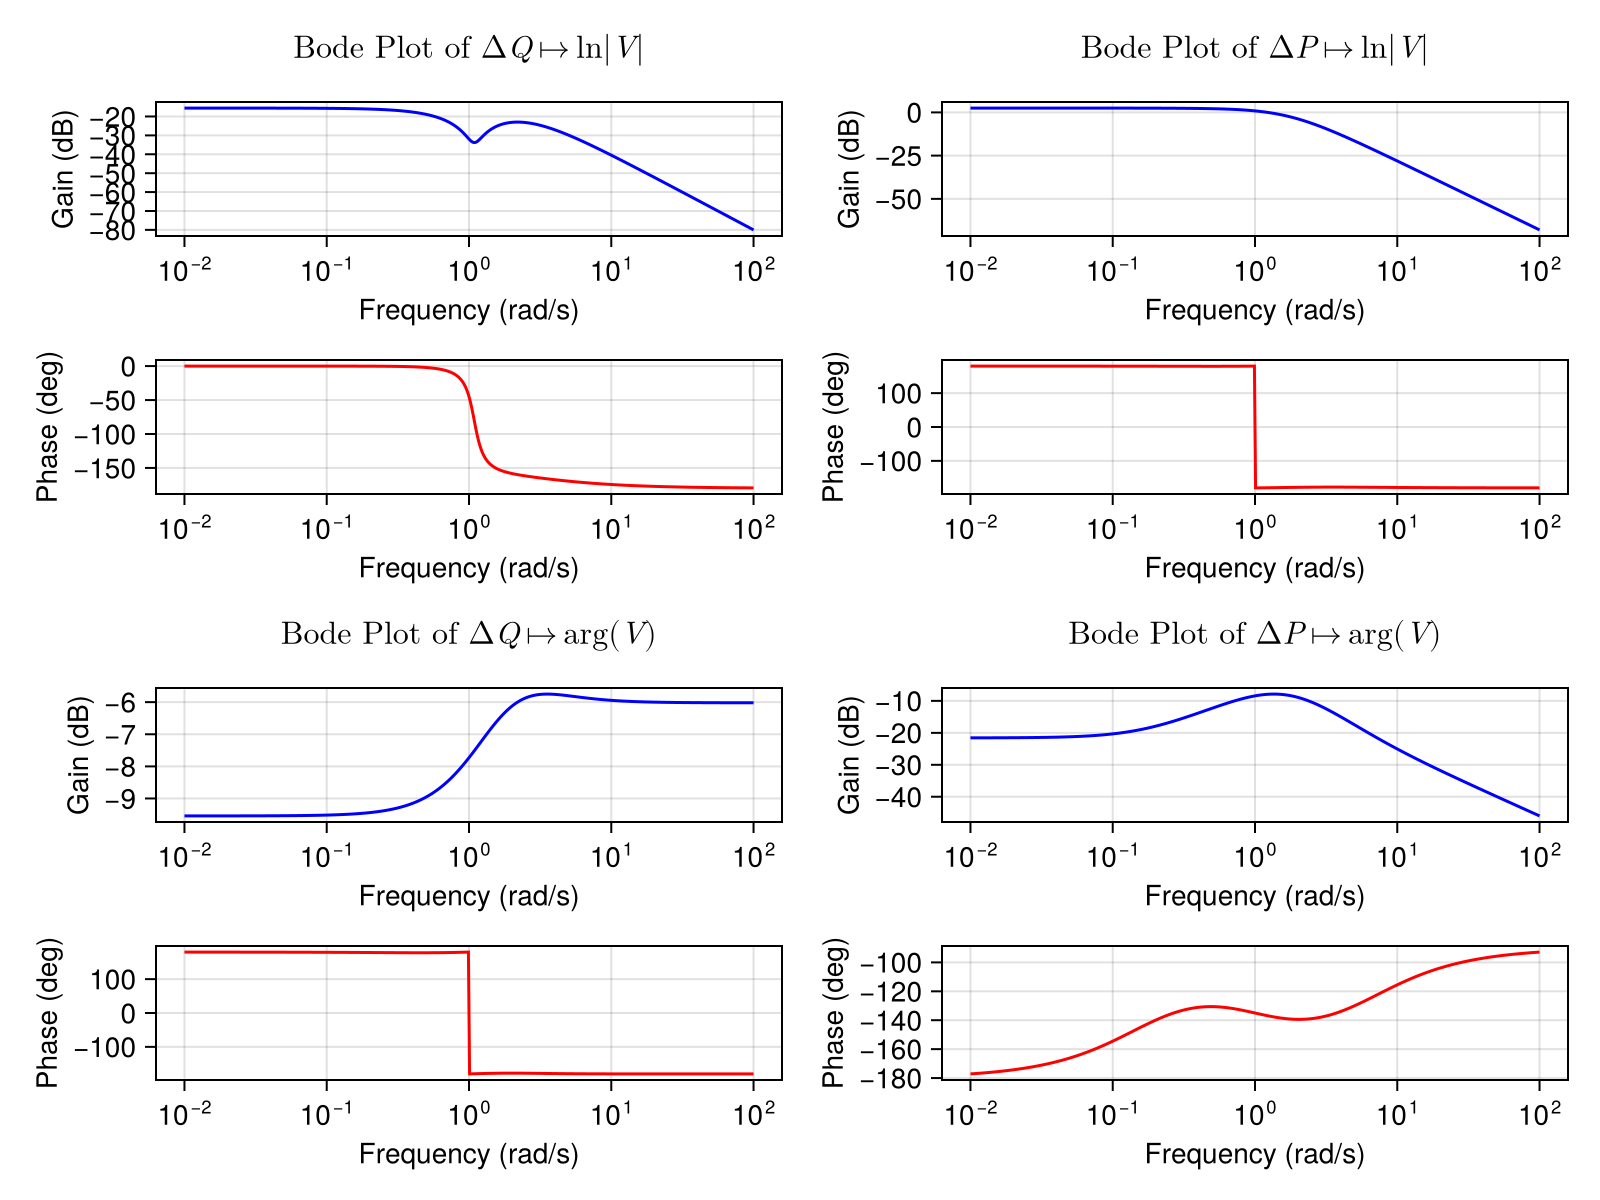 Bode Plot of ΔQ↦ln|V|
Gain (dB)
−20
−30
−40
−50
−60
−70
−80
10⁻² 10⁻¹ 10⁰ 10¹ 10²
Frequency (rad/s)
Phase (deg)
0
−50
−100
−150
10⁻² 10⁻¹ 10⁰ 10¹ 10²
Frequency (rad/s)
Bode Plot of ΔP↦ln|V|
Gain (dB)
0
−25
−50
10⁻² 10⁻¹ 10⁰ 10¹ 10²
Frequency (rad/s)
Phase (deg)
100
0
−100
10⁻² 10⁻¹ 10⁰ 10¹ 10²
Frequency (rad/s)
Bode Plot of ΔQ↦arg(V)
Gain (dB)
−6
−7
−8
−9
10⁻² 10⁻¹ 10⁰ 10¹ 10²
Frequency (rad/s)
Phase (deg)
100
0
−100
10⁻² 10⁻¹ 10⁰ 10¹ 10²
Frequency (rad/s)
Bode Plot of ΔP↦arg(V)
Gain (dB)
−10
−20
−30
−40
10⁻² 10⁻¹ 10⁰ 10¹ 10²
Frequency (rad/s)
Phase (deg)
−100
−120
−140
−160
−180
10⁻² 10⁻¹ 10⁰ 10¹ 10²
Frequency (rad/s)